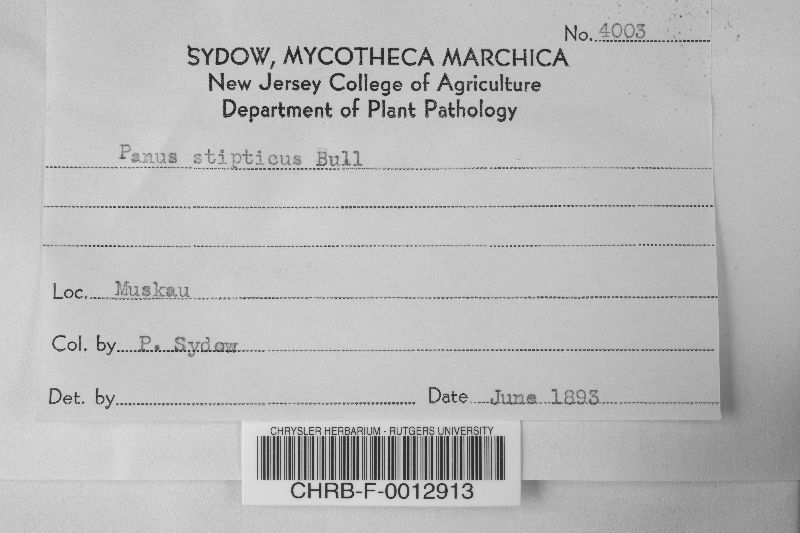 No. 4003
SYDOW, MYCOTHECA MARCHICA
New Jersey College of Agriculture
Department of Plant Pathology
Panus stipticus Bull
Loc. Muskau
Col. by P. Sydow
Det. by Date June 1893
CHRYSLER HERBARIUM - RUTGERS UNIVERSITY
CHRB-F-0012913